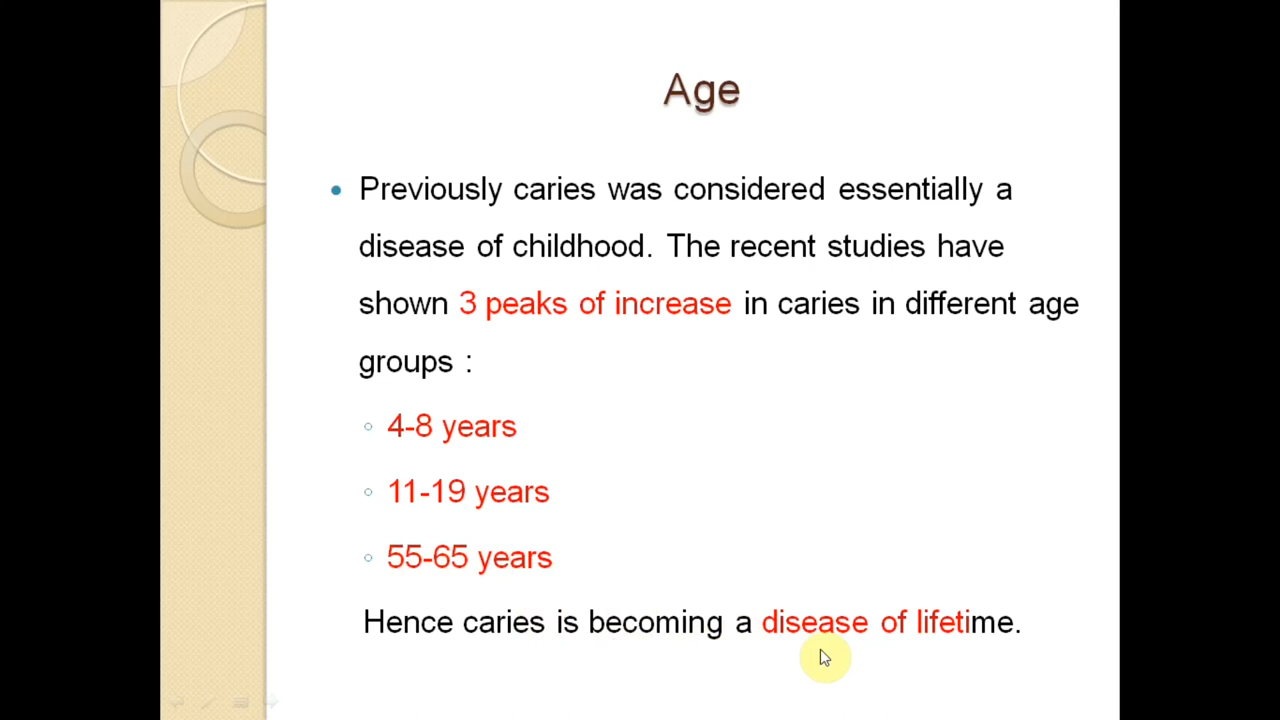 Age
Previously caries was considered essentially a
disease of childhood. The recent studies have
shown 3 peaks of increase in caries in different age
groups :
4-8 years
11-19 years
55-65 years
Hence caries is becoming a disease of lifetime.